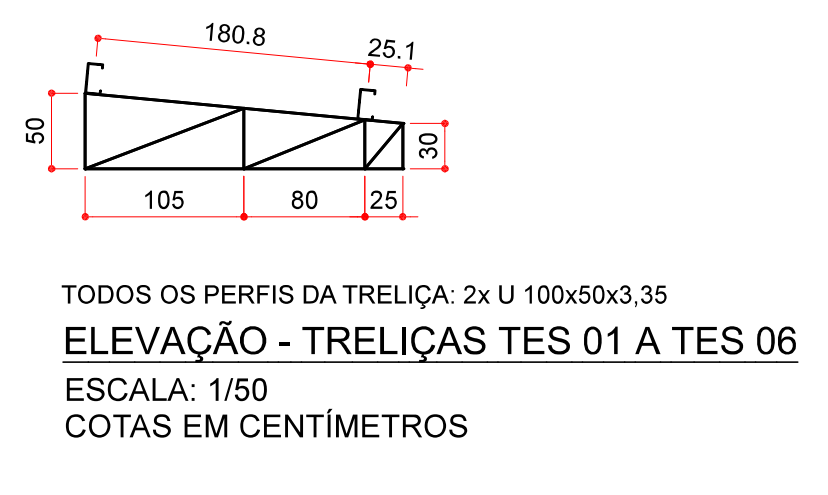 180.8
25.1
50
30
105
80
25
TODOS OS PERFIS DA TRELIÇA: 2x U 100x50x3,35
ELEVAÇÃO - TRELIÇAS TES 01 A TES 06
ESCALA: 1/50
COTAS EM CENTÍMETROS